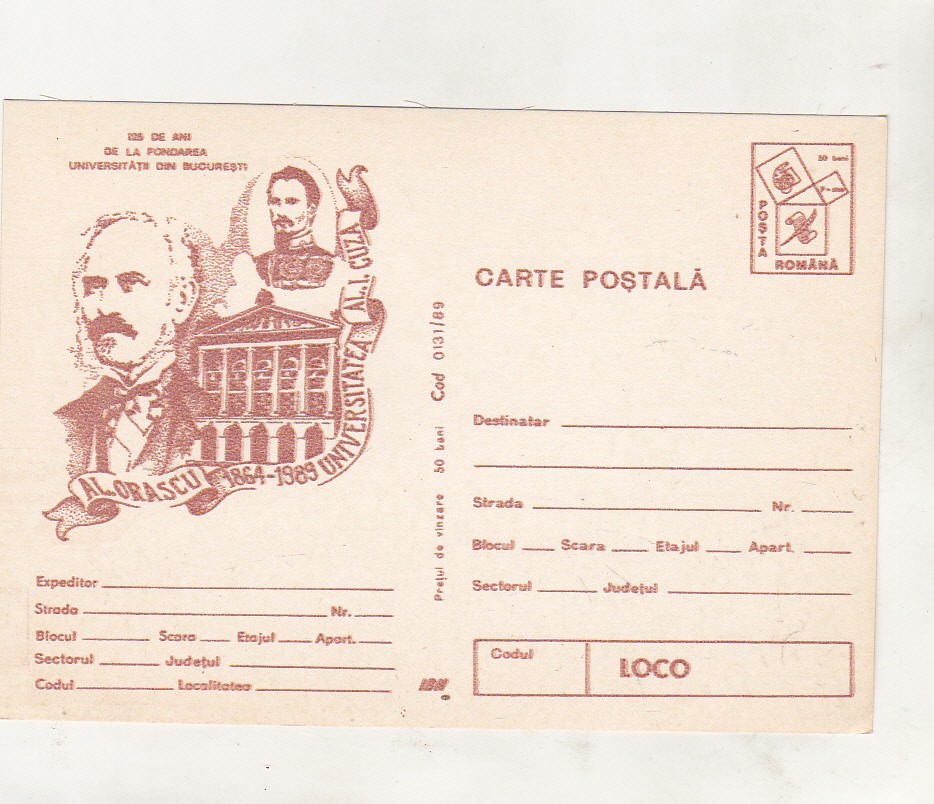 125 DE ANI
DE LA FONDAREA
UNIVERSITĂȚII DIN BUCUREȘTI
AL. ORASCU 1864-1989 UNIVERSITATEA AL.I. CUZA
Expeditor
Strada Nr.
Blocul Scara Etajul Apart.
Sectorul Județul
Codul Localitatea
Prețul de vînzare 50 bani Cod 0131/89
50 bani
POȘTA
ROMÂNĂ
CARTE POȘTALĂ
Destinatar
Strada Nr.
Blocul Scara Etajul Apart.
Sectorul Județul
Codul LOCO